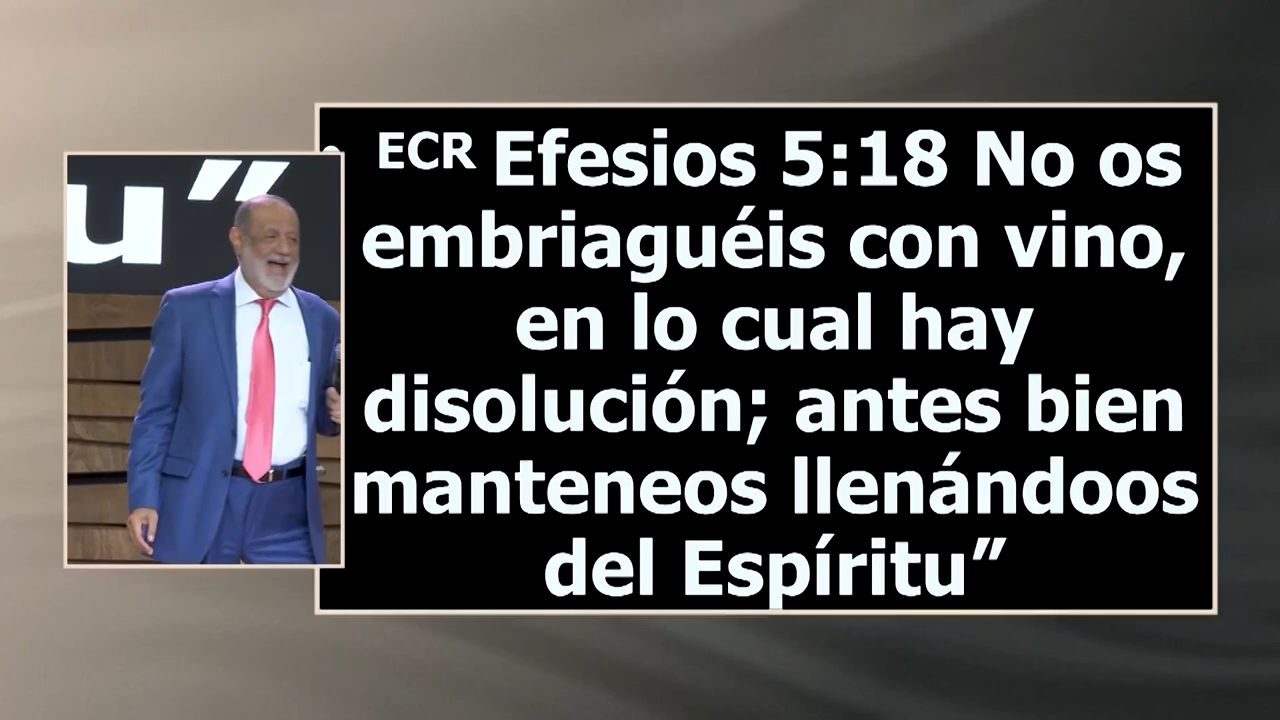 • ECR Efesios 5:18 No os
embriaguéis con vino,
en lo cual hay
disolución; antes bien
manteneos llenándoos
del Espíritu”
u”